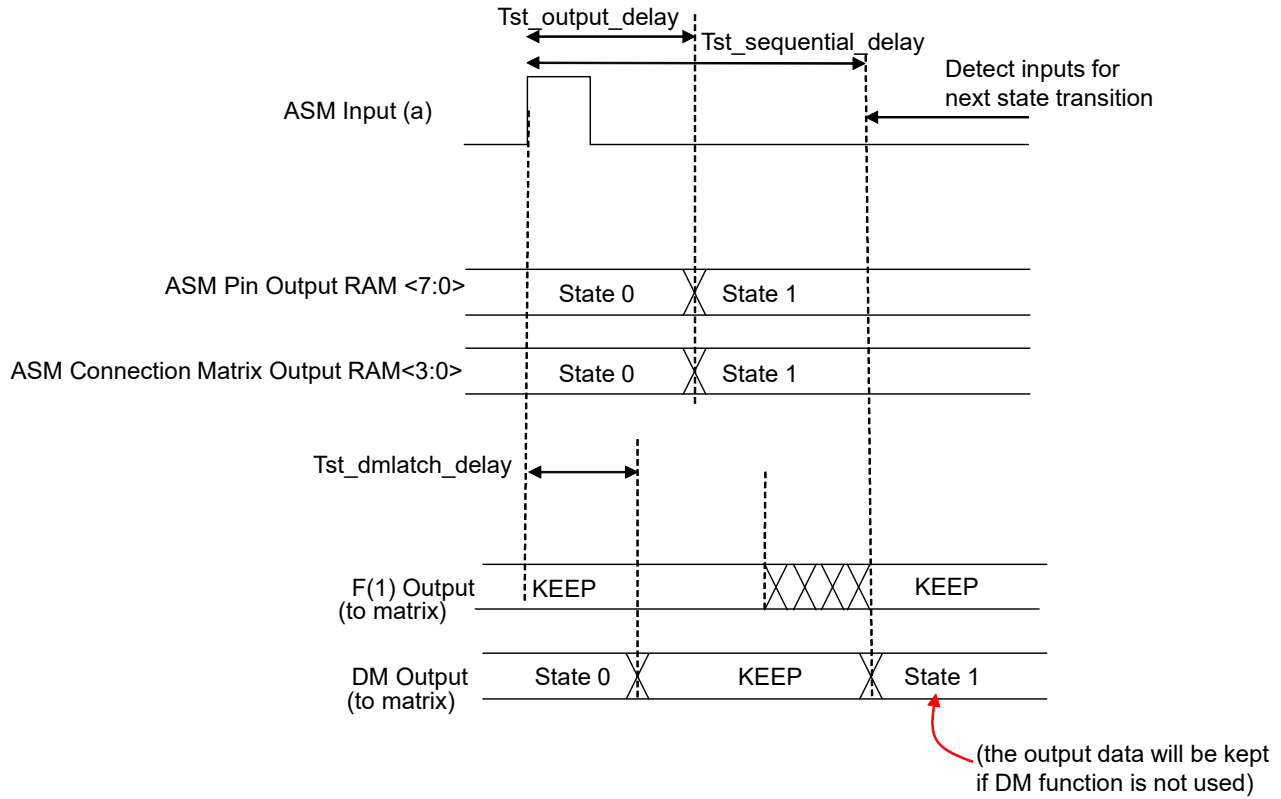 Tst_output_delay
Tst_sequential_delay
Detect inputs for
next state transition
ASM Input (a)
ASM Pin Output RAM <7:0>
State 0
State 1
ASM Connection Matrix Output RAM<3:0>
State 0
State 1
Tst_dmlatch_delay
F(1) Output
(to matrix)
KEEP
KEEP
DM Output
(to matrix)
State 0
KEEP
State 1
(the output data will be kept
if DM function is not used)